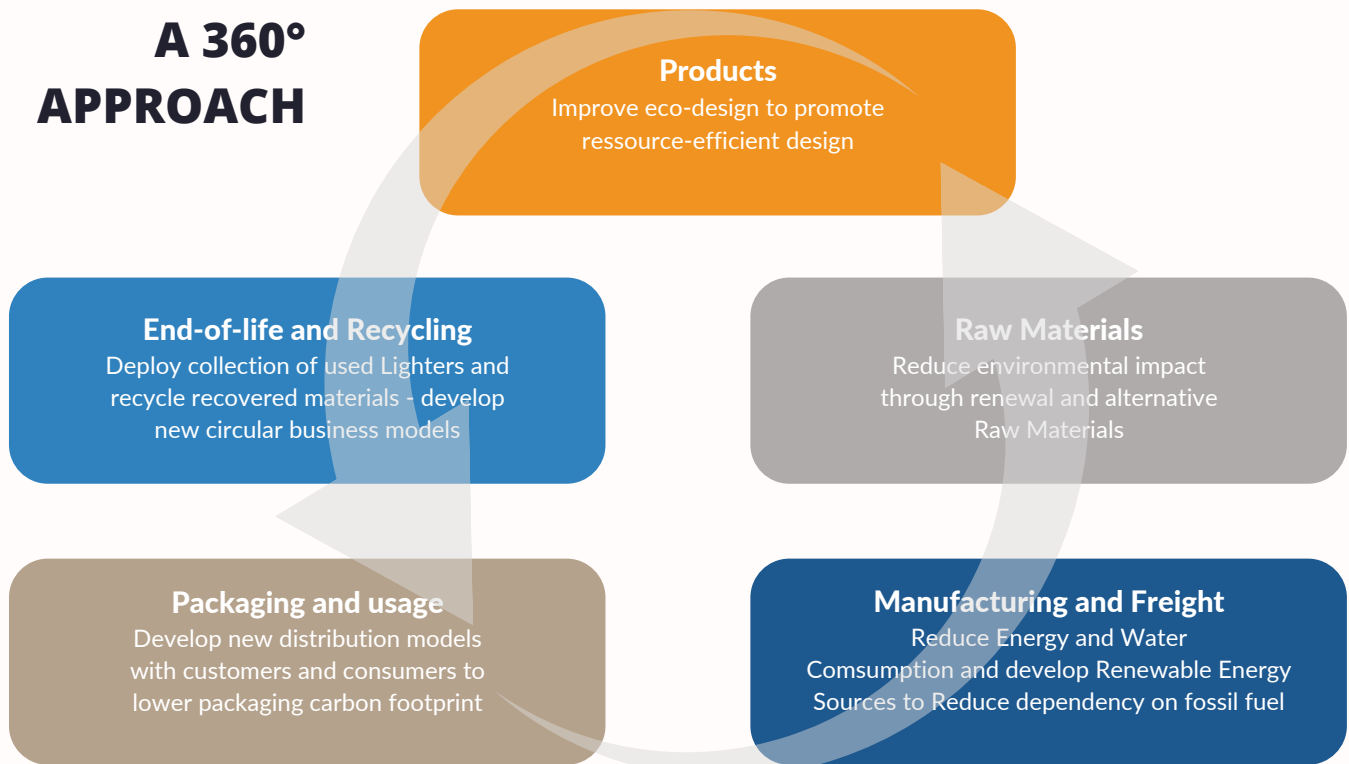 A 360°
APPROACH
Products
Improve eco-design to promote
ressource-efficient design
End-of-life and Recycling
Deploy collection of used Lighters and
recycle recovered materials - develop
new circular business models
Raw Materials
Reduce environmental impact
through renewal and alternative
Raw Materials
Packaging and usage
Develop new distribution models
with customers and consumers to
lower packaging carbon footprint
Manufacturing and Freight
Reduce Energy and Water
Comsumption and develop Renewable Energy
Sources to Reduce dependency on fossil fuel